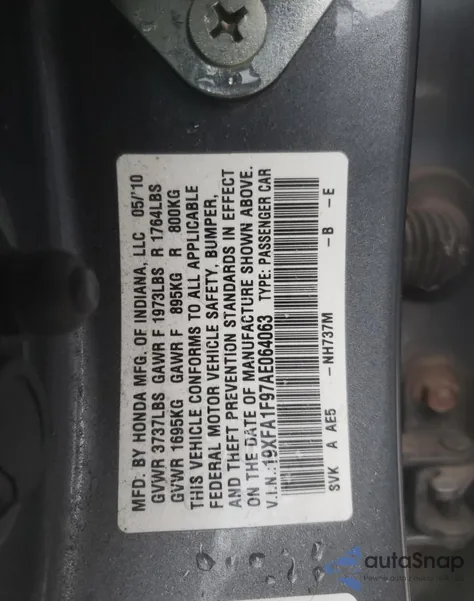 MFD: BY HONDA MFG. OF INDIANA, LLC 05/'10
GVWR 3737LBS GAWR F 1973LBS R 1764LBS
GVWR 1695KG GAWR F 895KG R 800KG
THIS VEHICLE CONFORMS TO ALL APPLICABLE
FEDERAL MOTOR VEHICLE SAFETY, BUMPER,
AND THEFT PREVENTION STANDARDS IN EFFECT
ON THE DATE OF MANUFACTURE SHOWN ABOVE.
V.I.N.:19XFA1F97AE064063 TYPE: PASSENGER CAR
SVK A AE5 -NH737M -B -E
autoSnap